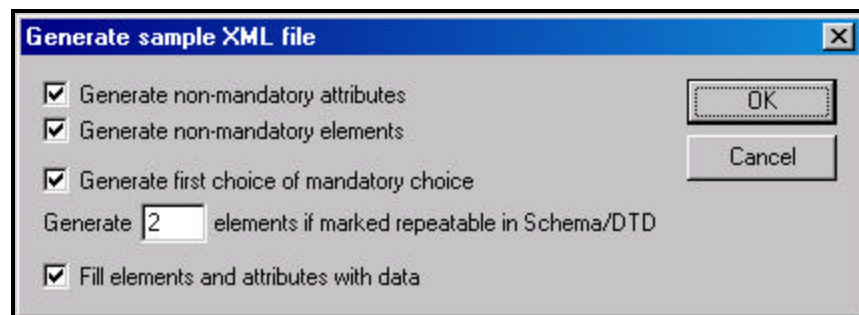 Generate sample XML file
Generate non-mandatory attributes
OK
Generate non-mandatory elements
Cancel
Generate first choice of mandatory choice
Generate 2 elements if marked repeatable in Schema/DTD
Fill elements and attributes with data